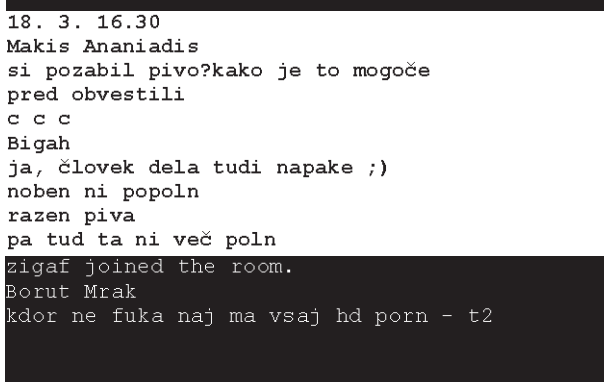 18. 3. 16.30
Makis Ananiadis
si pozabil pivo?kako je to mogoče
pred obvestili
c c c
Bigah
ja, človek dela tudi napake ;)
noben ni popoln
razen piva
pa tud ta ni več poln
zigaf joined the room.
Borut Mrak
kdor ne fuka naj ma vsaj hd porn - t2